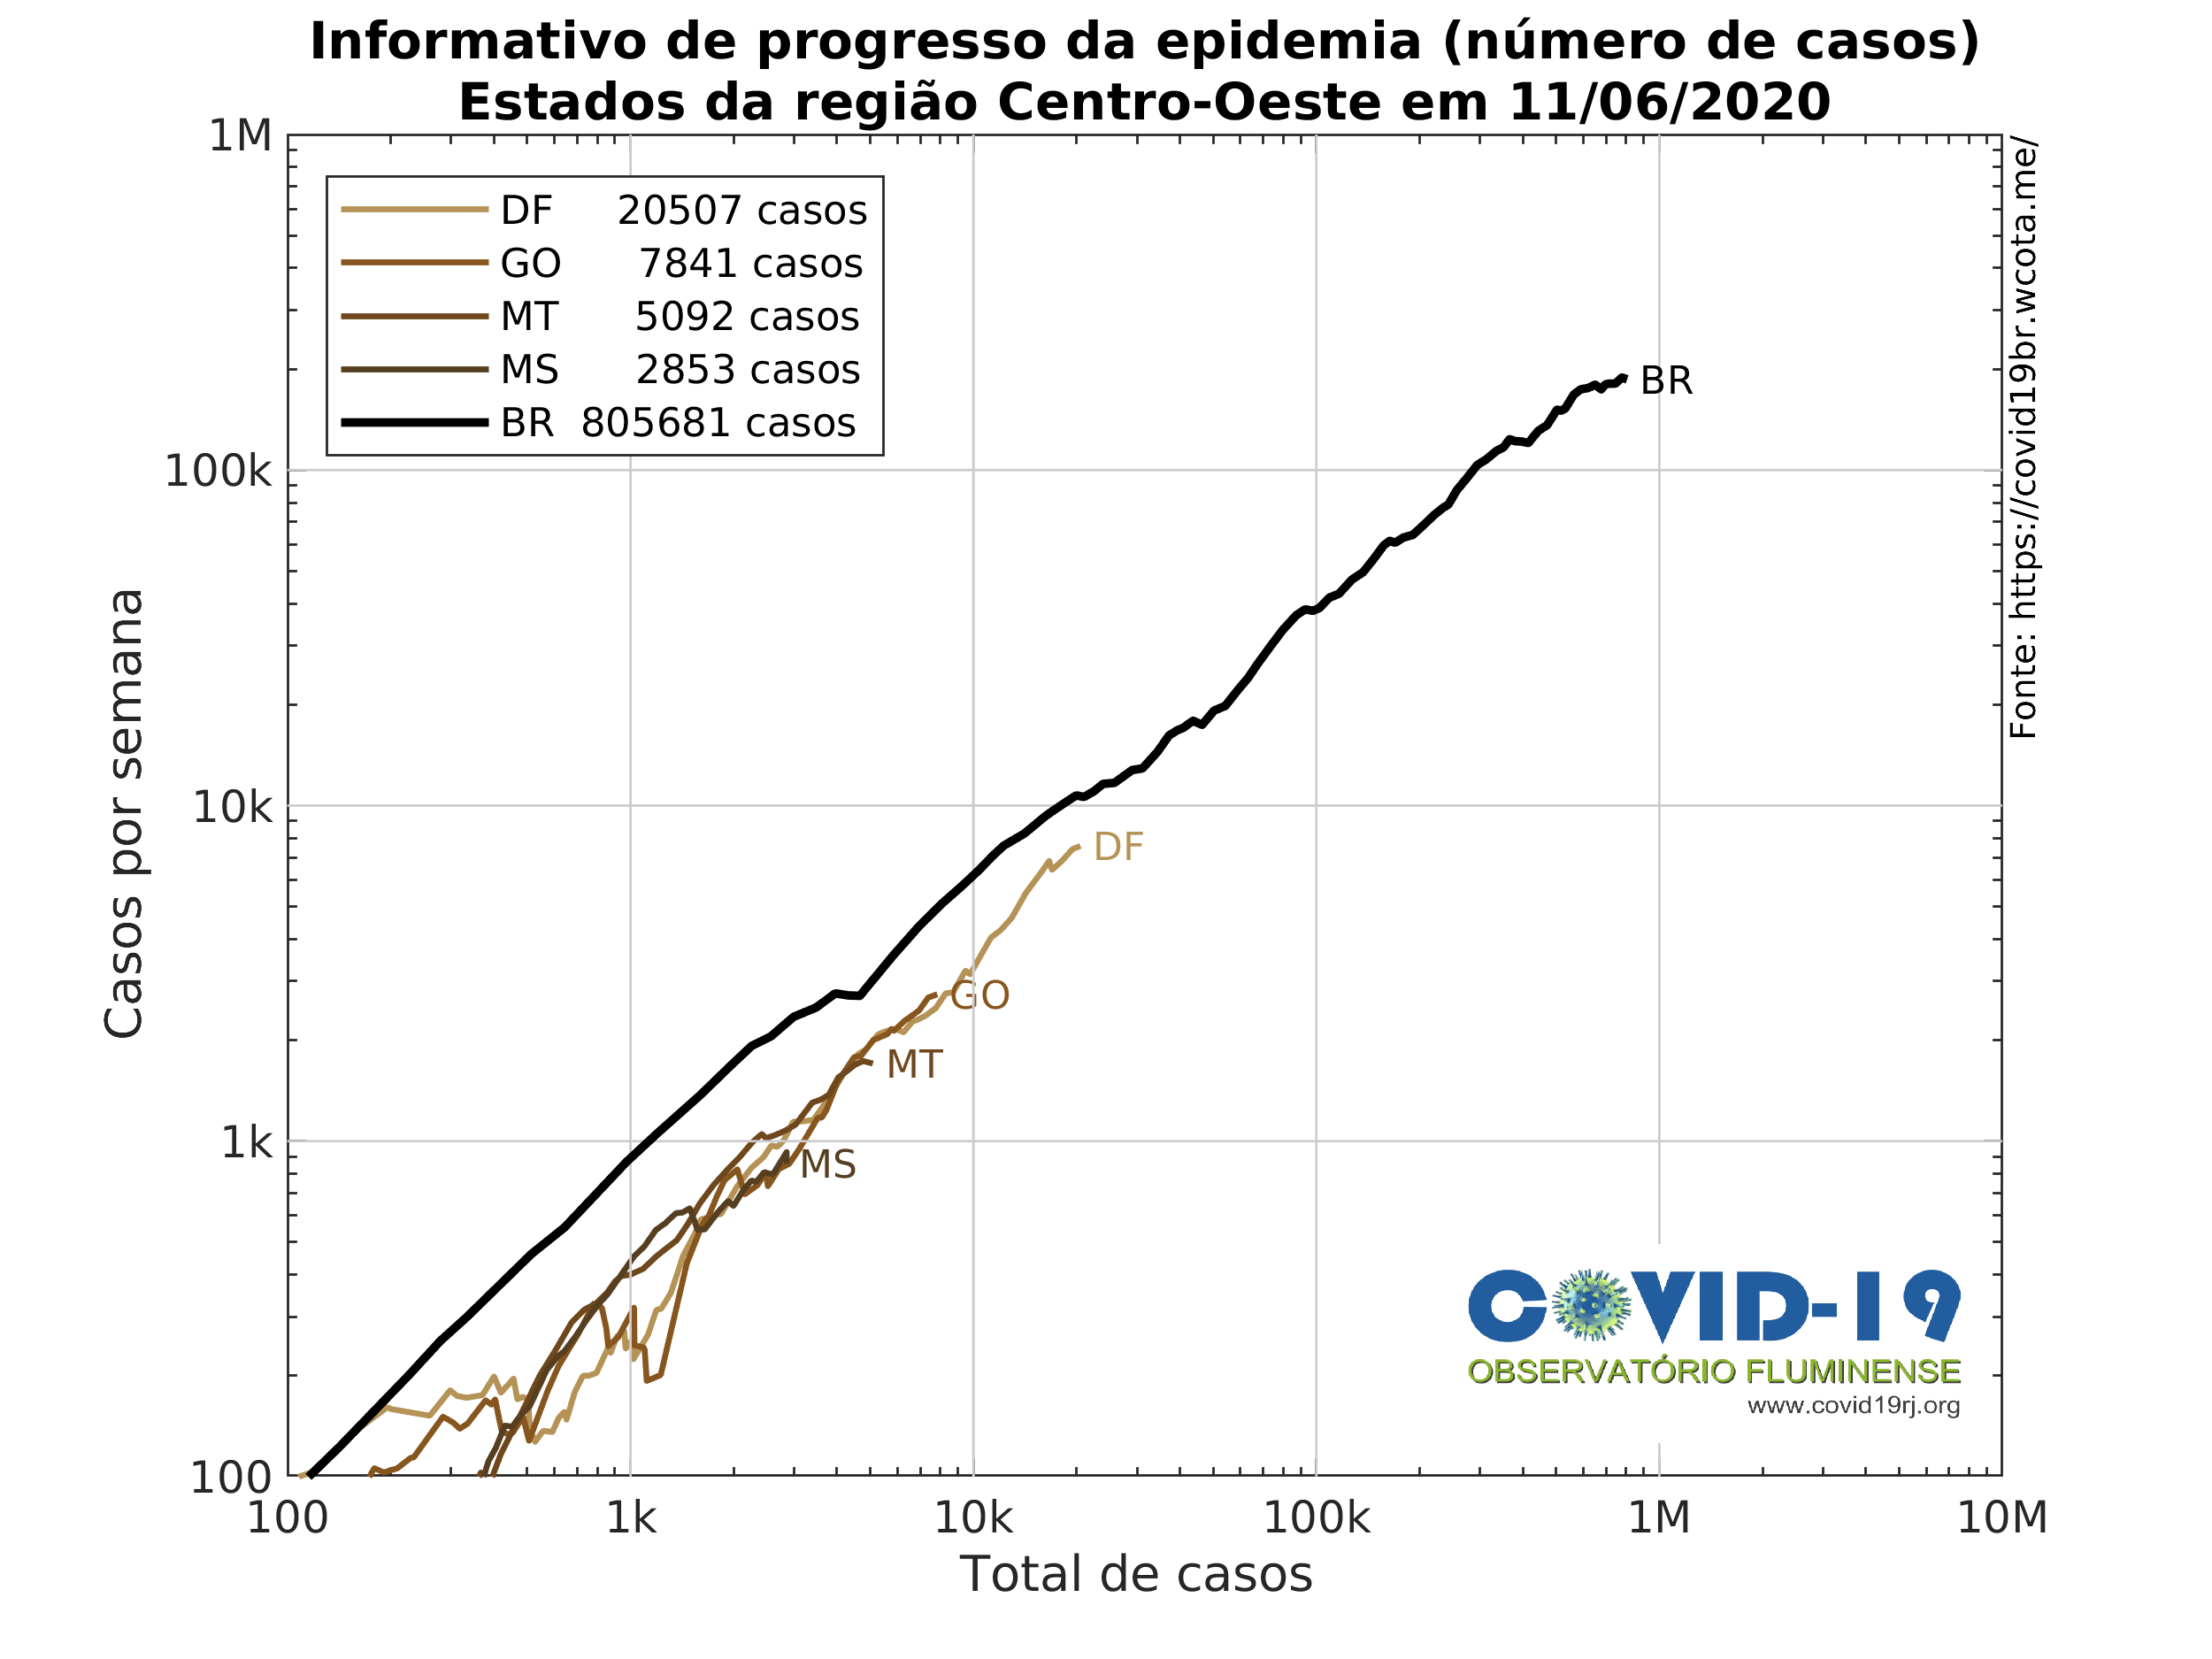 Informativo de progresso da epidemia (número de casos)
Estados da região Centro-Oeste em 11/06/2020
DF 20507 casos
GO 7841 casos
MT 5092 casos
MS 2853 casos
BR 805681 casos
1M
100k
10k
1k
100
Casos por semana
BR
DF
GO
MT
MS
Fonte: https://covid19br.wcota.me/
COVID-19
OBSERVATÓRIO FLUMINENSE
www.covid19rj.org
100 1k 10k 100k 1M 10M
Total de casos